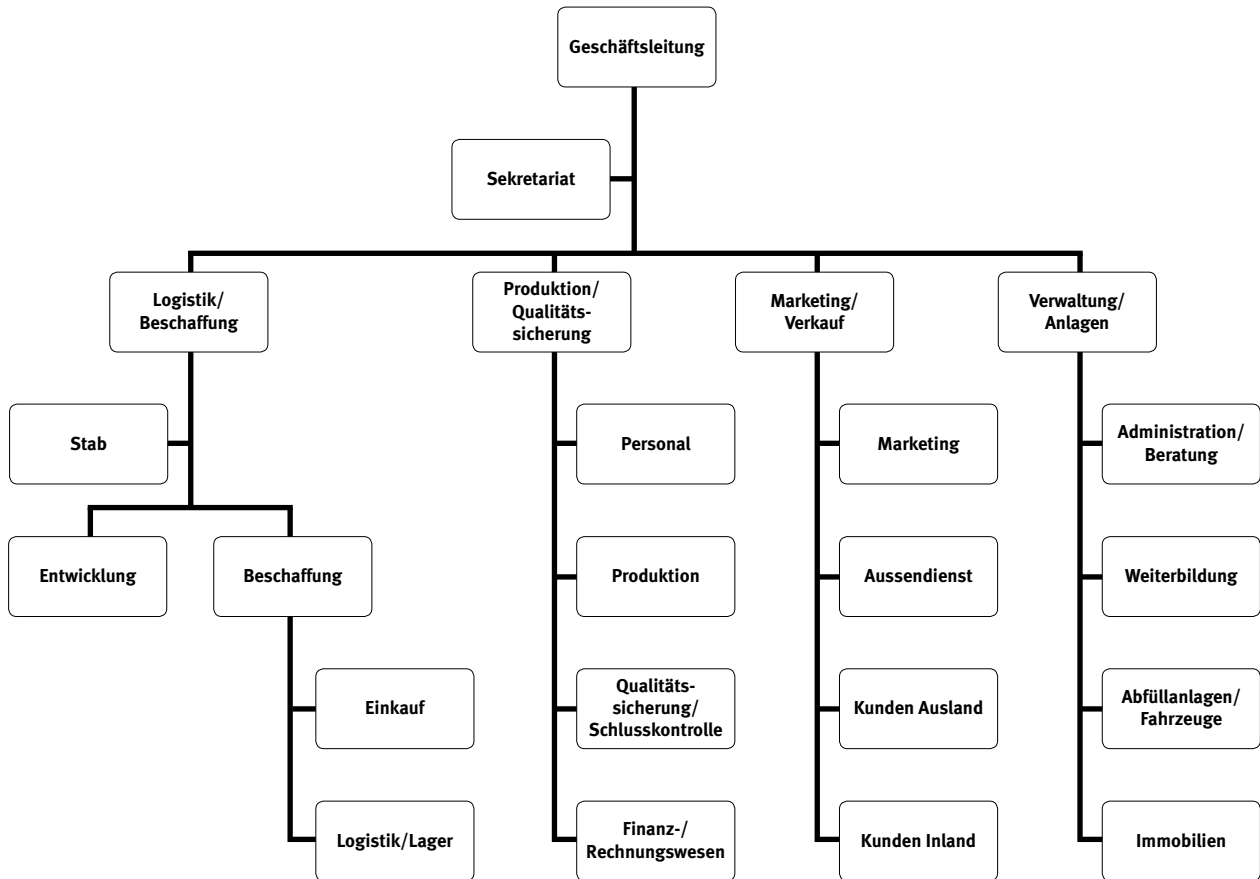 Geschäftsleitung
Sekretariat
Logistik/
Beschaffung
Produktion/
Qualitäts-
sicherung
Marketing/
Verkauf
Verwaltung/
Anlagen
Stab
Personal
Marketing
Administration/
Beratung
Entwicklung
Beschaffung
Produktion
Aussendienst
Weiterbildung
Einkauf
Qualitäts-
sicherung/
Schlusskontrolle
Kunden Ausland
Abfüllanlagen/
Fahrzeuge
Logistik/Lager
Finanz-/
Rechnungswesen
Kunden Inland
Immobilien